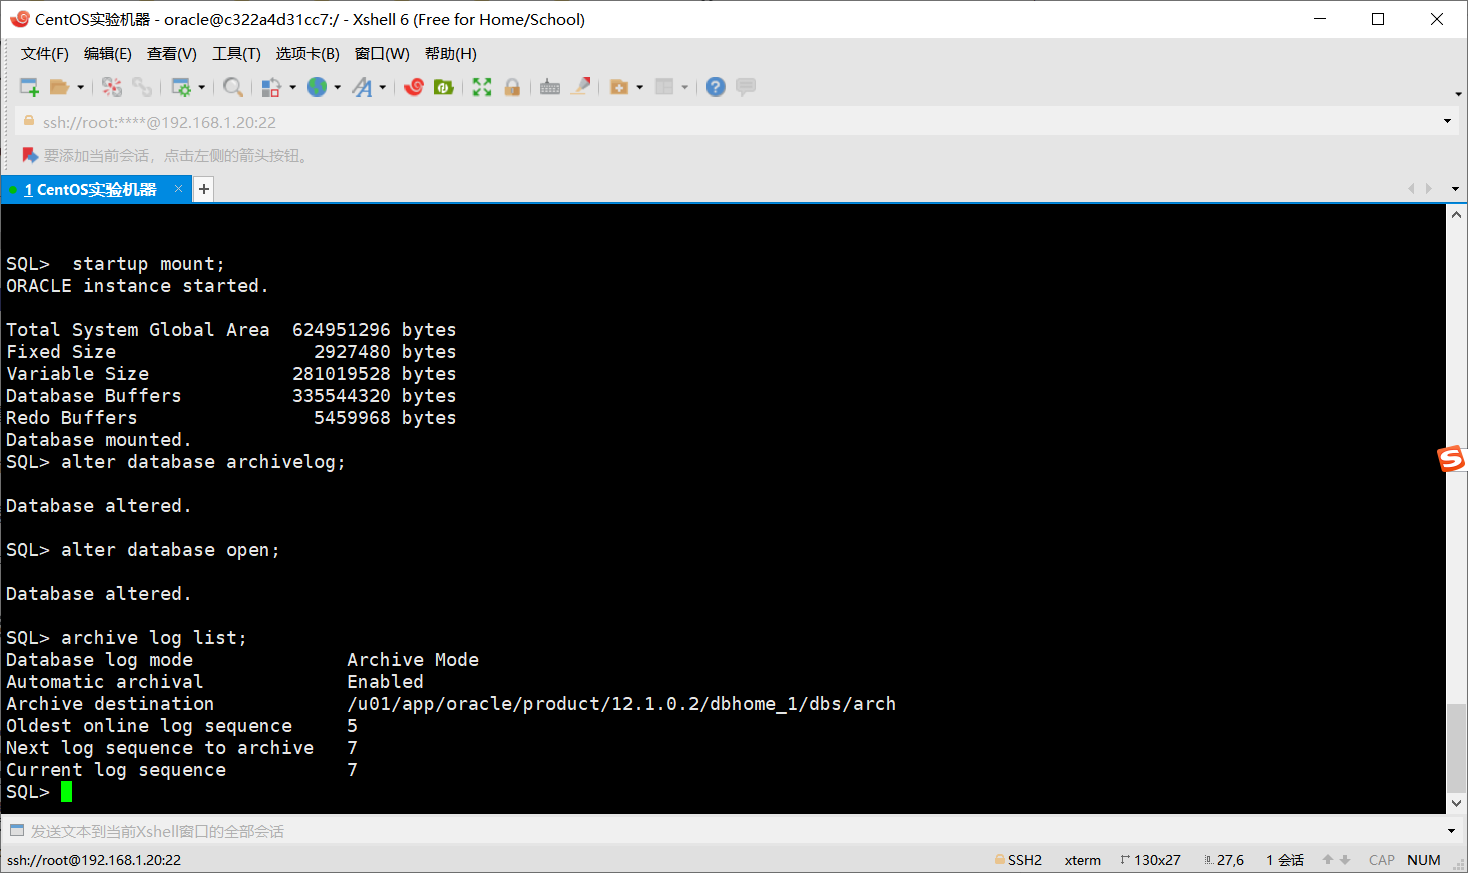 CentOS实验机器 - oracle@c322a4d31cc7:/ - Xshell 6 (Free for Home/School)
文件(F) 编辑(E) 查看(V) 工具(T) 选项卡(B) 窗口(W) 帮助(H)
ssh://root:****@192.168.1.20:22
要添加当前会话，点击左侧的箭头按钮。
1 CentOS实验机器 × +
SQL>  startup mount;
ORACLE instance started.
Total System Global Area  624951296 bytes
Fixed Size                  2927480 bytes
Variable Size             281019528 bytes
Database Buffers          335544320 bytes
Redo Buffers                5459968 bytes
Database mounted.
SQL> alter database archivelog;
Database altered.
SQL> alter database open;
Database altered.
SQL> archive log list;
Database log mode              Archive Mode
Automatic archival             Enabled
Archive destination            /u01/app/oracle/product/12.1.0.2/dbhome_1/dbs/arch
Oldest online log sequence     5
Next log sequence to archive   7
Current log sequence           7
SQL>
发送文本到当前Xshell窗口的全部会话
ssh://root@192.168.1.20:22 SSH2 xterm 130x27 27,6 1 会话 CAP NUM